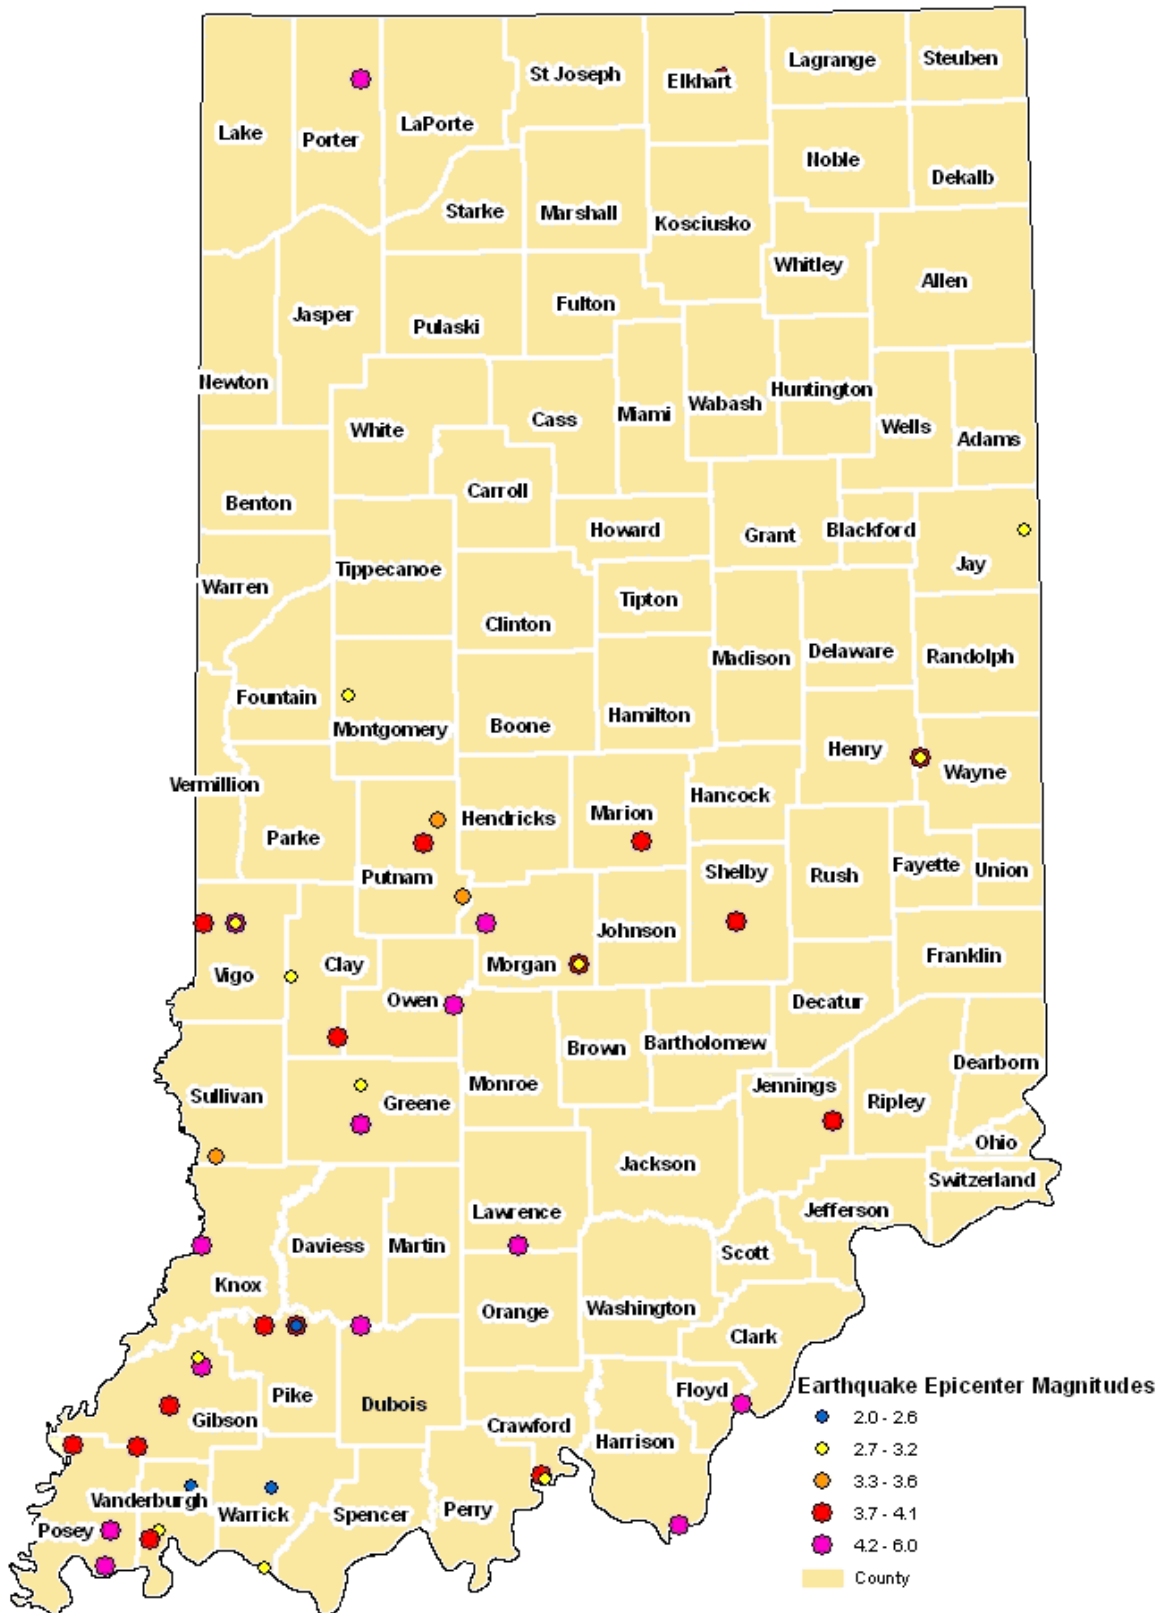 Lagrange
Steuben
St Joseph
Elkhart
LaPorte
Lake
Porter
Noble
Dekalb
Starke
Marshall
Kosciusko
Whitley
Allen
Jasper
Fulton
Pulaski
Newton
Huntington
Wabash
Miami
Cass
White
Wells
Adams
Carroll
Benton
Howard
Grant
Blackford
Jay
Tippecanoe
Warren
Tipton
Clinton
Madison
Delaware
Randolph
Fountain
Montgomery
Boone
Hamilton
Henry
Wayne
Vermillion
Hancock
Marion
Hendricks
Parke
Putnam
Shelby
Rush
Fayette
Union
Johnson
Franklin
Vigo
Clay
Morgan
Owen
Decatur
Brown
Bartholomew
Dearborn
Sullivan
Greene
Monroe
Jennings
Ripley
Ohio
Jackson
Switzerland
Lawrence
Jefferson
Daviess
Martin
Scott
Knox
Orange
Washington
Clark
Pike
Dubois
Floyd
Gibson
Crawford
Harrison
Vanderburgh
Posey
Warrick
Spencer
Perry
Earthquake Epicenter Magnitudes
2.0 - 2.6
2.7 - 3.2
3.3 - 3.6
3.7 - 4.1
4.2 - 6.0
County